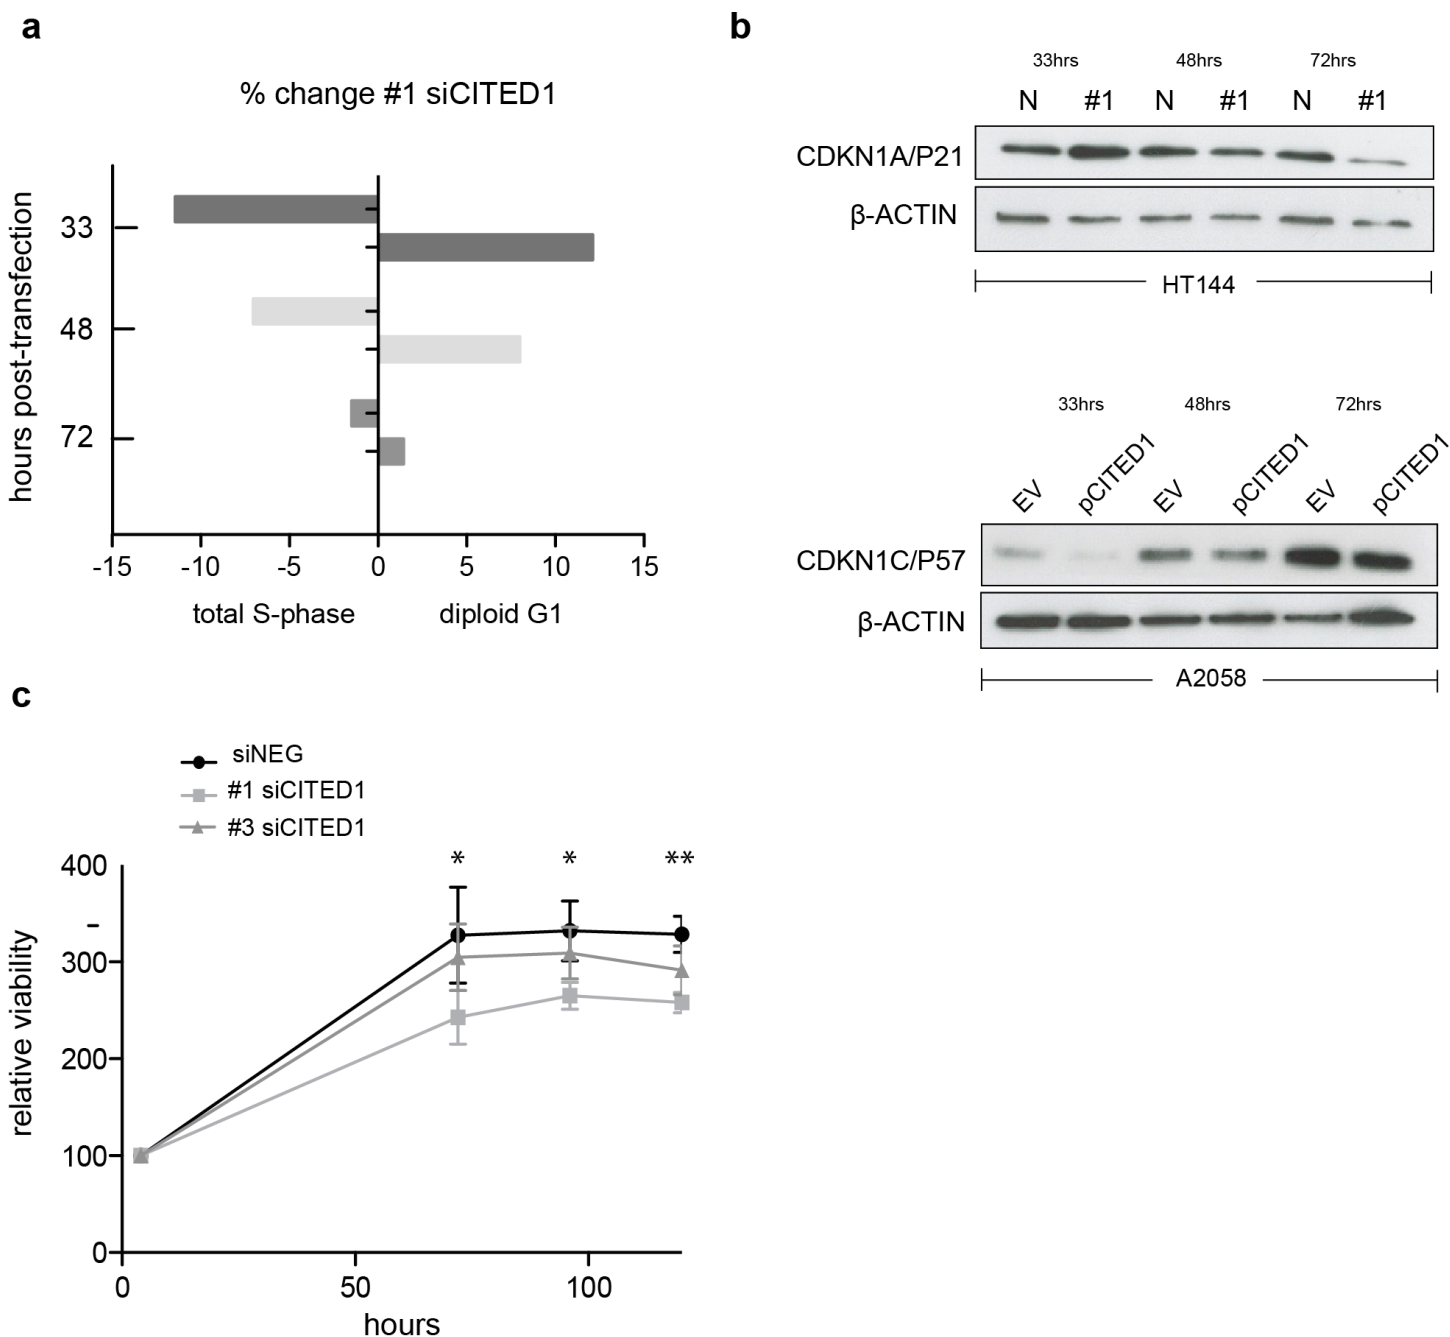 a
% change #1 siCITED1
hours post-transfection
33
48
72
-15 -10 -5 0 5 10 15
total S-phase diploid G1
b
33hrs 48hrs 72hrs
N #1 N #1 N #1
CDKN1A/P21
β-ACTIN
HT144
33hrs 48hrs 72hrs
EV pCITED1 EV pCITED1 EV pCITED1
CDKN1C/P57
β-ACTIN
A2058
c
siNEG
#1 siCITED1
#3 siCITED1
* * **
relative viability
400
300
200
100
0
0 50 100
hours